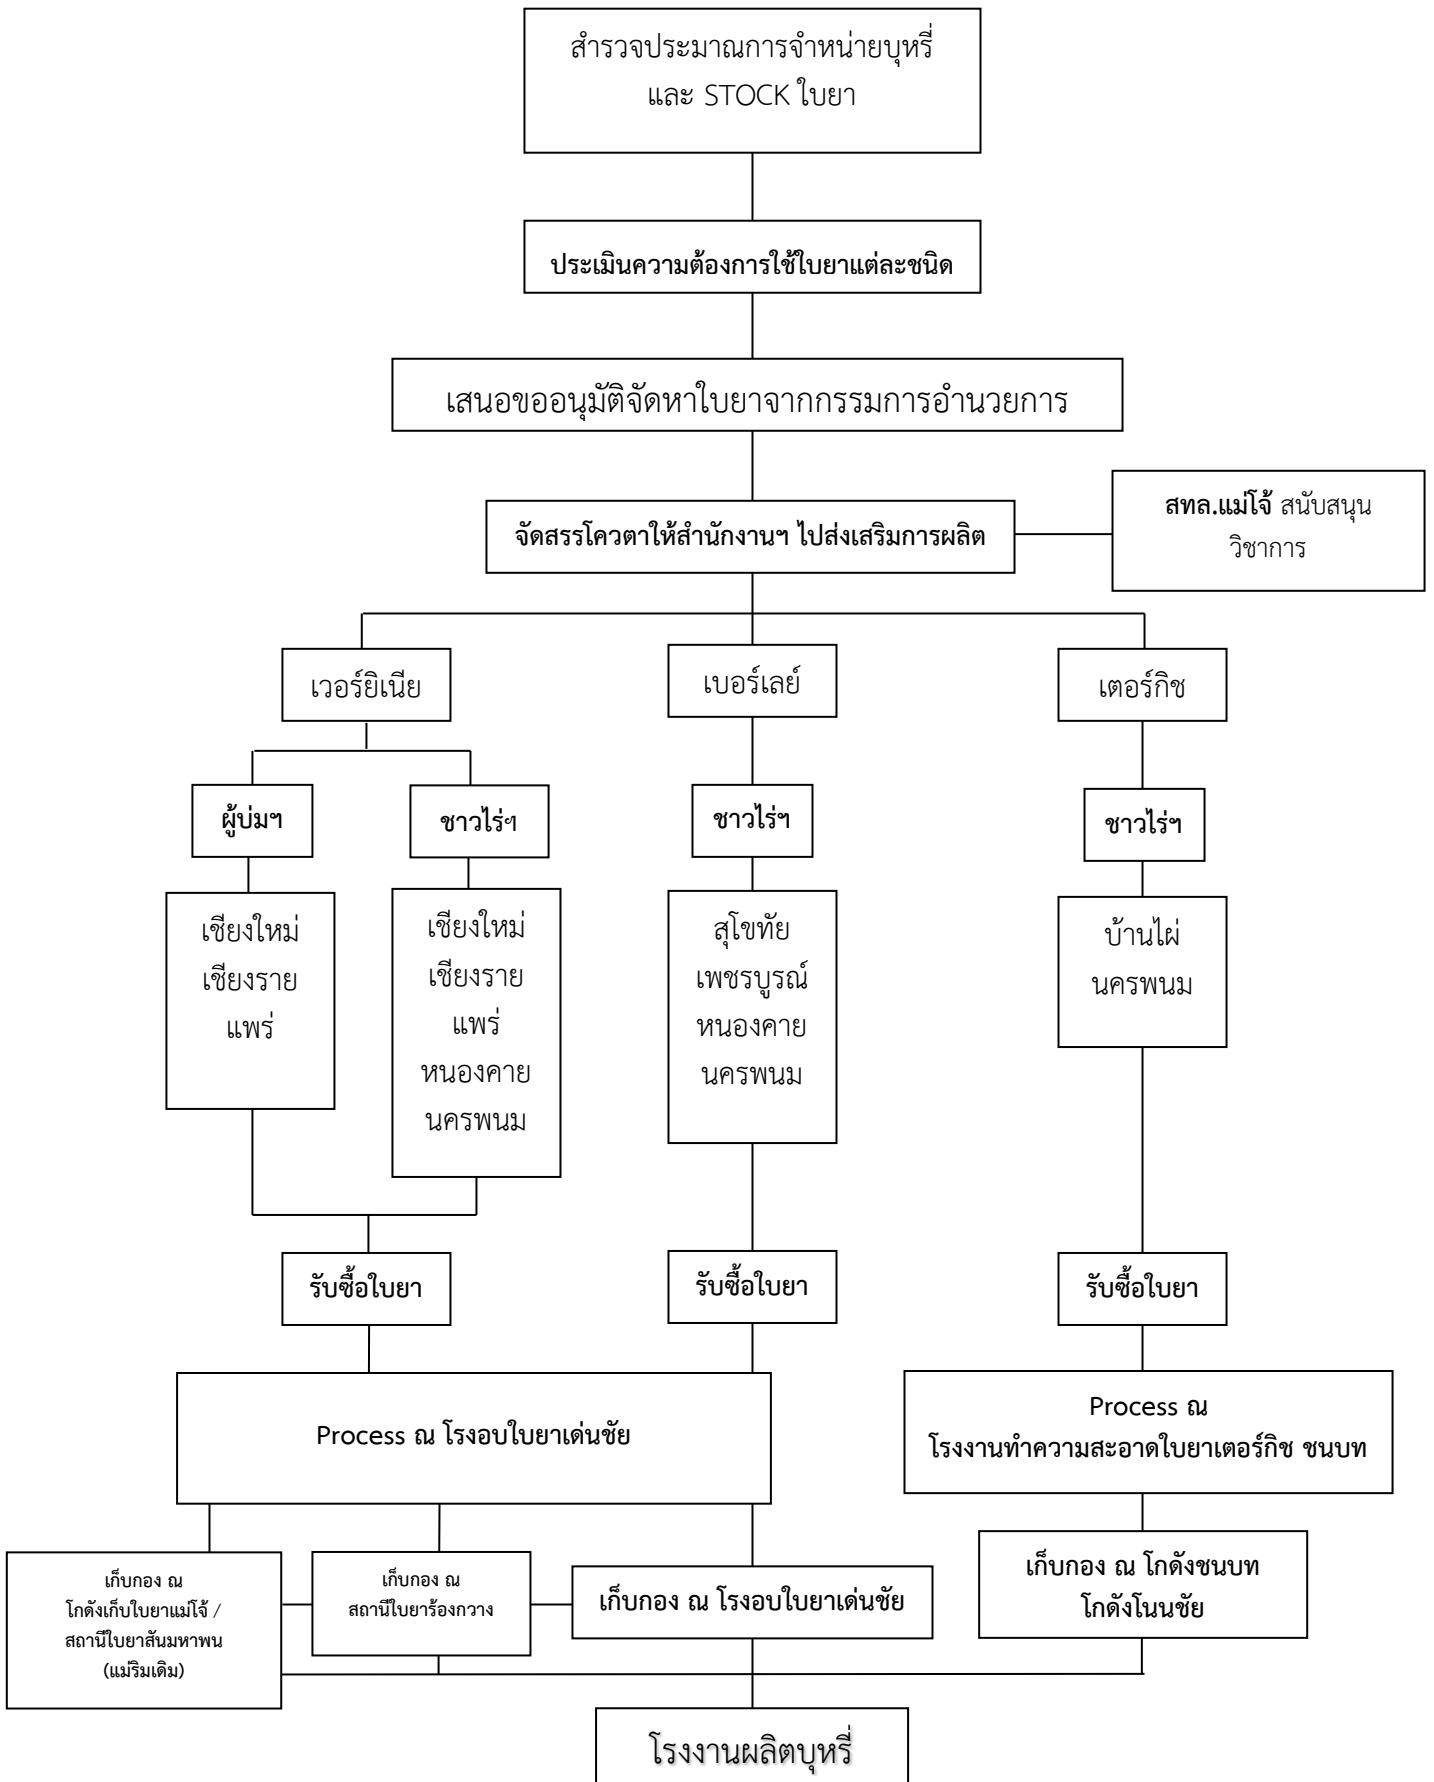 สำรวจประมาณการจำหน่ายบุหรี่
และ STOCK ใบยา
ประเมินความต้องการใช้ใบยาแต่ละชนิด
เสนอขออนุมัติจัดหาใบยาจากกรรมการอำนวยการ
จัดสรรโควตาให้สำนักงานฯ ไปส่งเสริมการผลิต
สทล.แม่โจ้ สนับสนุน
วิชาการ
เวอร์ยิเนีย
เบอร์เลย์
เตอร์กิช
ผู้บ่มฯ
ชาวไร่ฯ
ชาวไร่ฯ
ชาวไร่ฯ
เชียงใหม่
เชียงราย
แพร่
เชียงใหม่
เชียงราย
แพร่
หนองคาย
นครพนม
สุโขทัย
เพชรบูรณ์
หนองคาย
นครพนม
บ้านไผ่
นครพนม
รับซื้อใบยา
รับซื้อใบยา
รับซื้อใบยา
Process ณ โรงอบใบยาเด่นชัย
Process ณ
โรงงานทำความสะอาดใบยาเตอร์กิช ชนบท
เก็บกอง ณ
โกดังเก็บใบยาแม่โจ้ /
สถานีใบยาสันมหาพน
(แม่ริมเดิม)
เก็บกอง ณ
สถานีใบยาร้องกวาง
เก็บกอง ณ โรงอบใบยาเด่นชัย
เก็บกอง ณ โกดังชนบท
โกดังโนนชัย
โรงงานผลิตบุหรี่